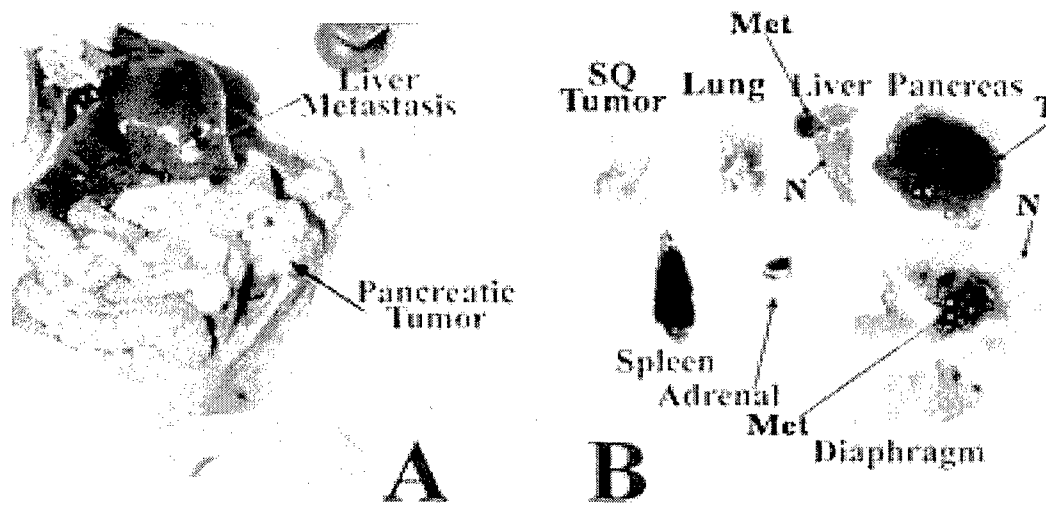 Liver
Metastasis
Pancreatic
Tumor
A
Met
SQ
Tumor
Lung
Liver
Pancreas
T
N
N
Spleen
Adrenal
Met
Diaphragm
B